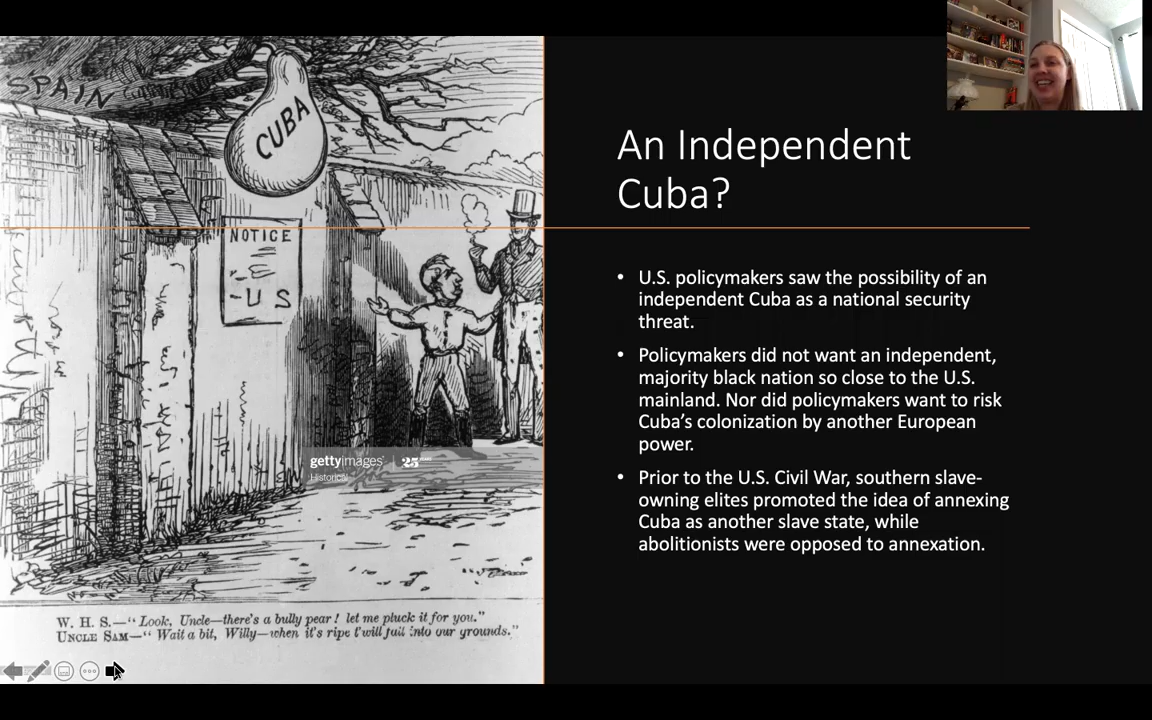 SPAIN
CUBA
NOTICE
U S
An Independent
Cuba?
• U.S. policymakers saw the possibility of an
independent Cuba as a national security
threat.
• Policymakers did not want an independent,
majority black nation so close to the U.S.
mainland. Nor did policymakers want to risk
Cuba's colonization by another European
power.
• Prior to the U.S. Civil War, southern slave-
owning elites promoted the idea of annexing
Cuba as another slave state, while
abolitionists were opposed to annexation.
gettyimages
25 YEARS
Historical
W. H. S.—“Look, Uncle—there's a bully pear! let me pluck it for you.”
UNCLE SAM—“Wait a bit, Willy—when it's ripe t'will fall into our grounds.”